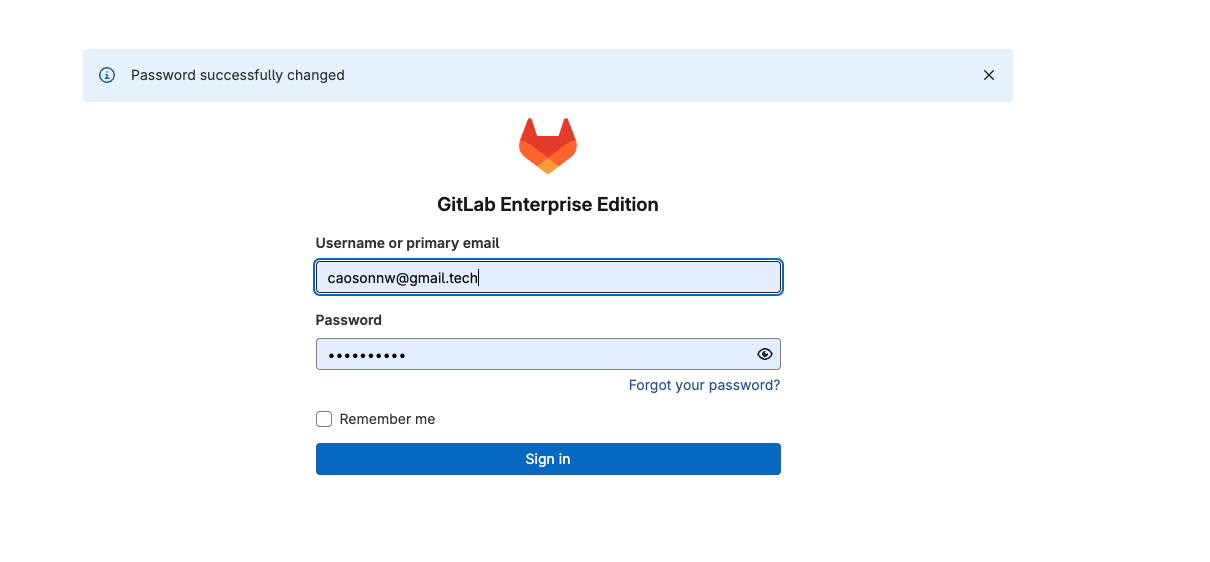 Password successfully changed
GitLab Enterprise Edition
Username or primary email
caosonnw@gmail.tech
Password
••••••••••
Forgot your password?
Remember me
Sign in